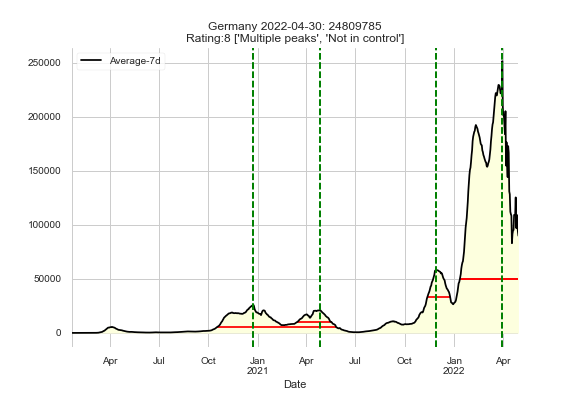 Germany 2022-04-30: 24809785
Rating:8 ['Multiple peaks', 'Not in control']
Average-7d
250000
200000
150000
100000
50000
0
Apr
Jul
Oct
Jan
2021
Apr
Jul
Oct
Jan
2022
Apr
Date